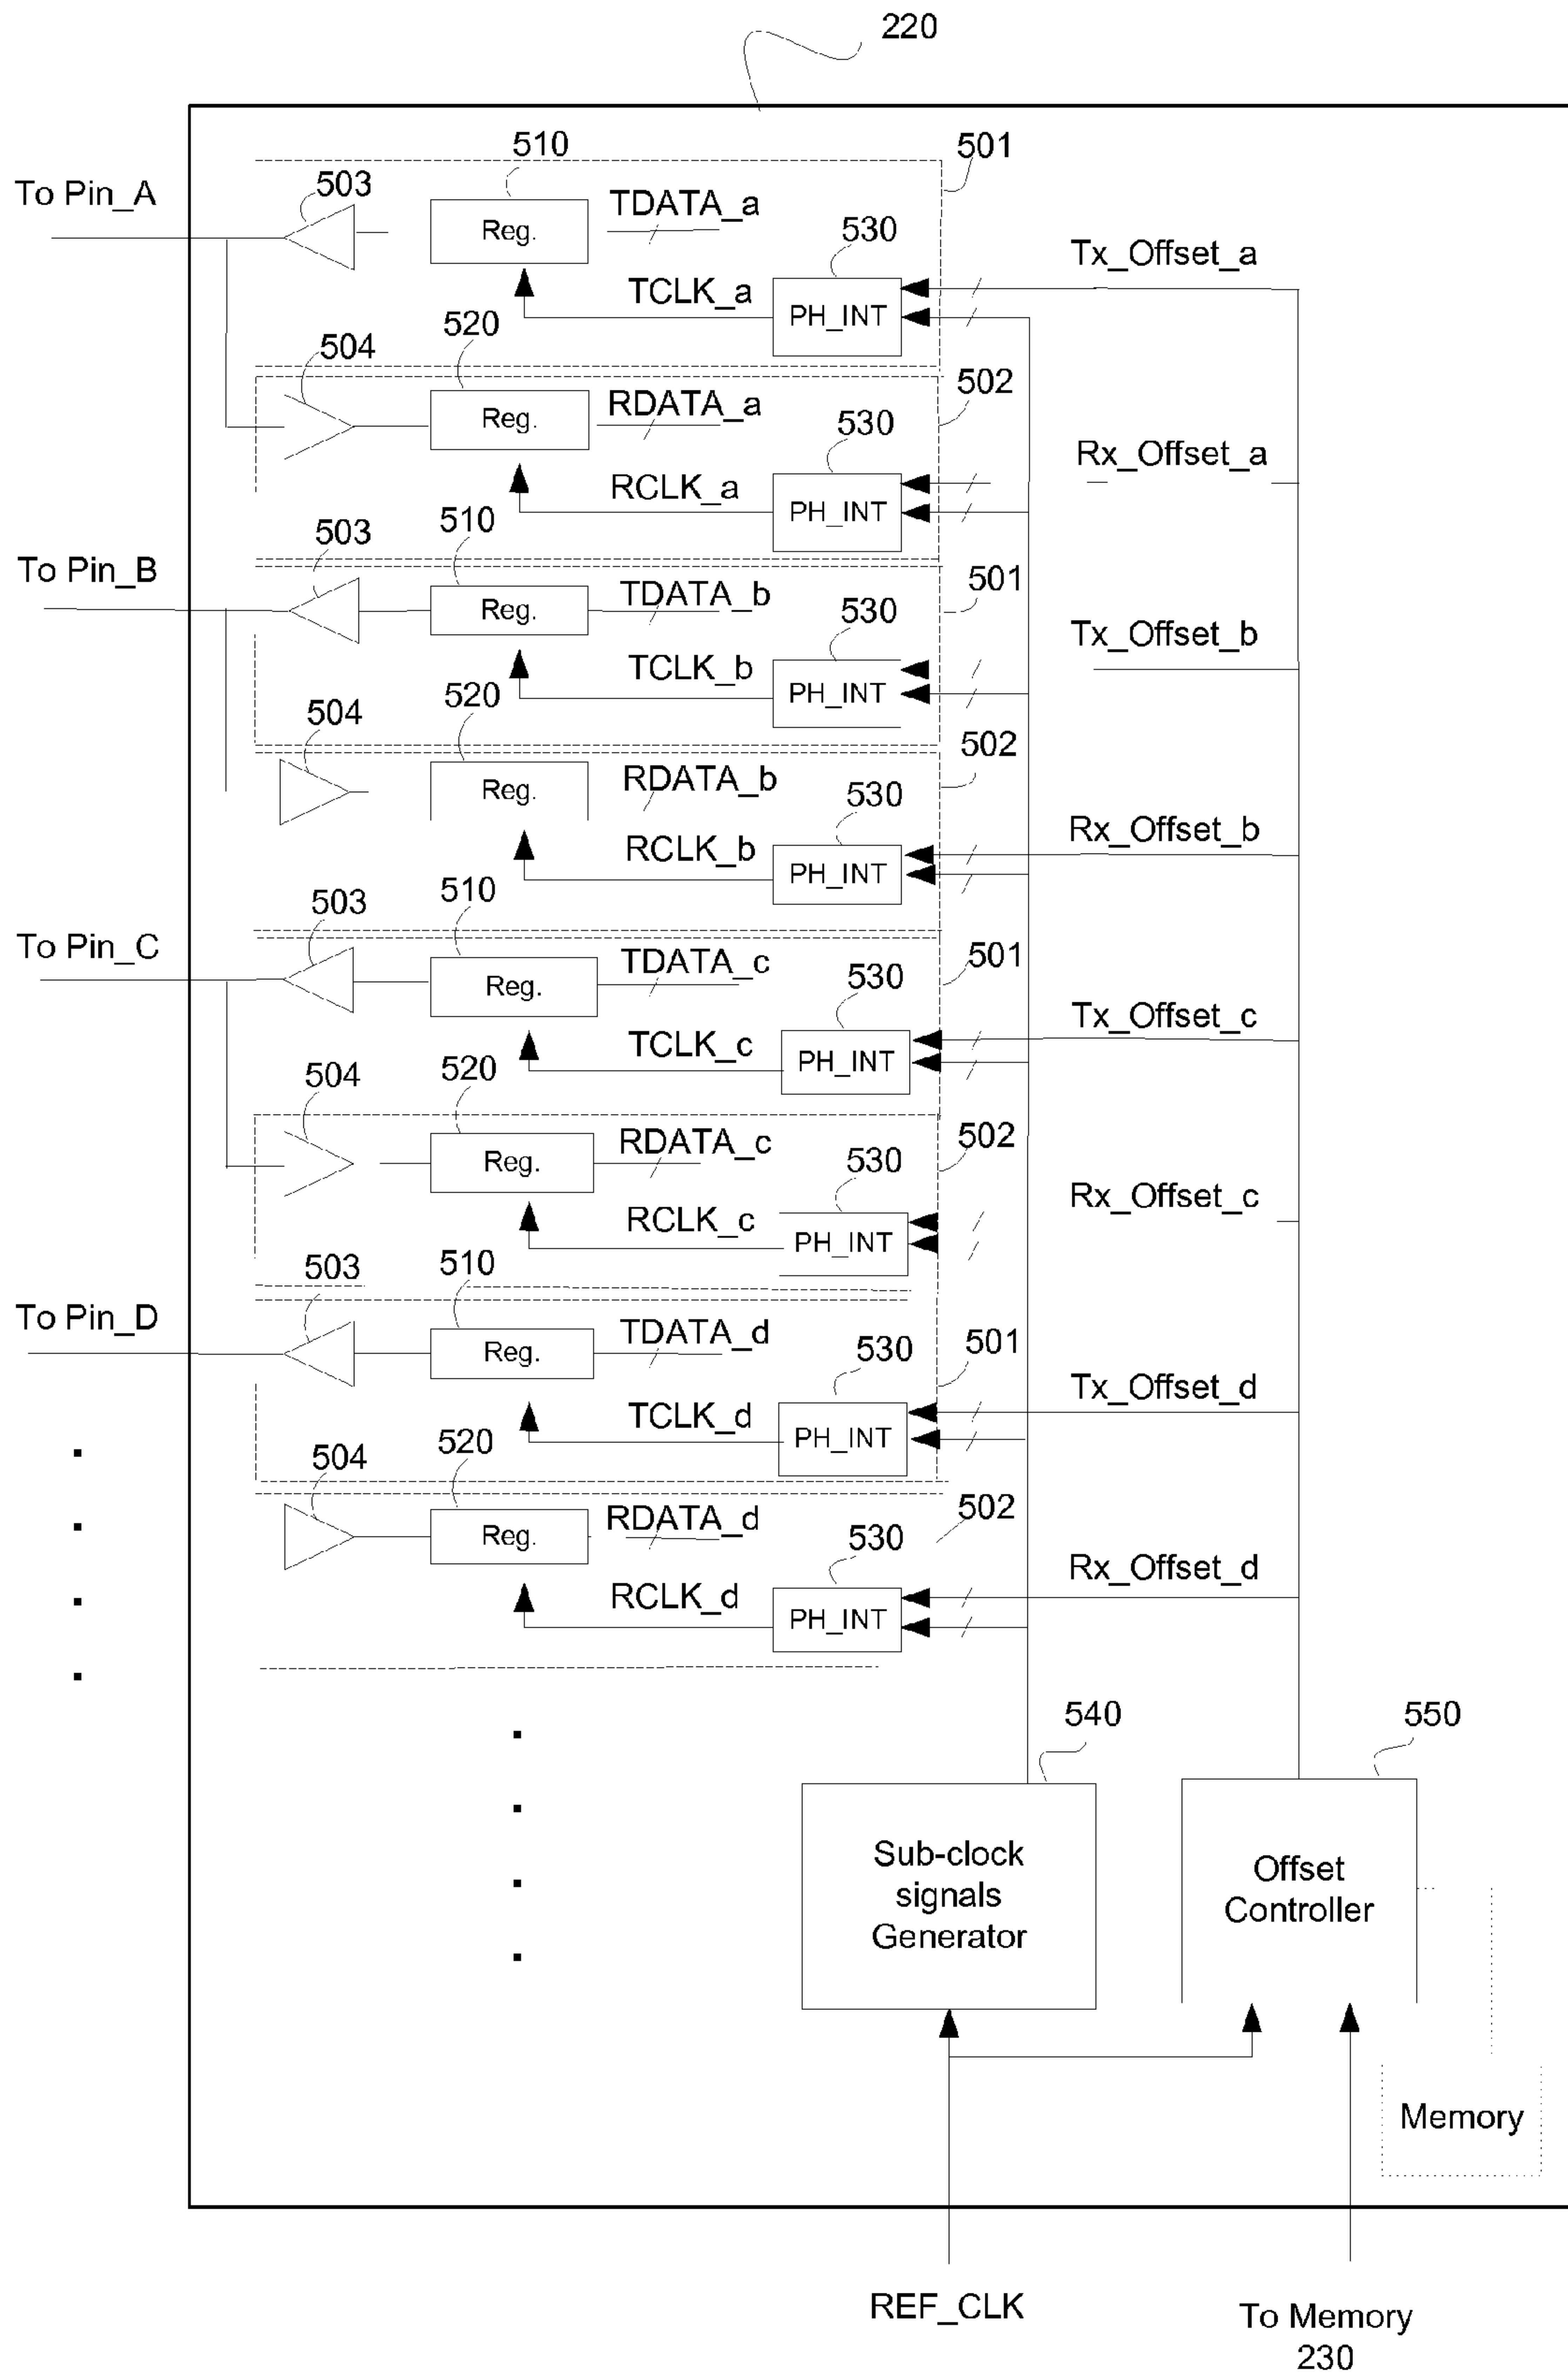 220
510
501
503
To Pin_A
TDATA_a
Reg.
530
Tx_Offset_a
TCLK_a
PH_INT
520
504
502
RDATA_a
Reg.
530
Rx_Offset_a
RCLK_a
PH_INT
510
503
To Pin_B
501
TDATA_b
Reg.
530
Tx_Offset_b
TCLK_b
PH_INT
520
504
502
RDATA_b
Reg.
530
Rx_Offset_b
RCLK_b
PH_INT
510
503
To Pin_C
501
TDATA_c
Reg.
530
Tx_Offset_c
TCLK_c
PH_INT
520
504
502
RDATA_c
Reg.
530
Rx_Offset_c
RCLK_c
PH_INT
510
503
To Pin_D
501
TDATA_d
Reg.
530
Tx_Offset_d
TCLK_d
PH_INT
520
504
502
RDATA_d
Reg.
530
Rx_Offset_d
RCLK_d
PH_INT
540
550
Sub-clock
signals
Generator
Offset
Controller
Memory
REF_CLK
To Memory
230